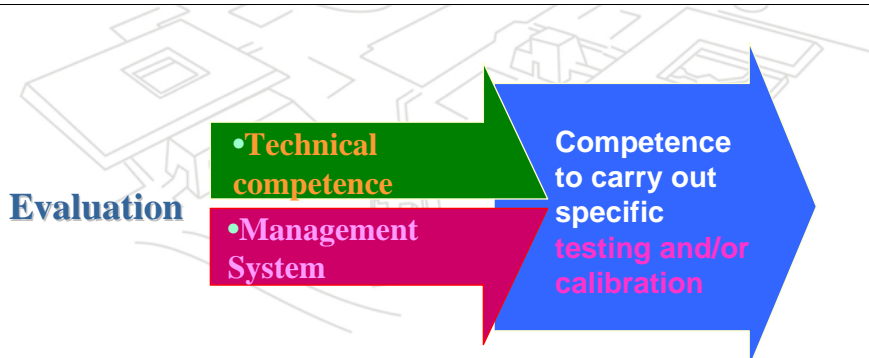 Evaluation
•Technical
competence
•Management
System
Competence
to carry out
specific
testing and/or
calibration